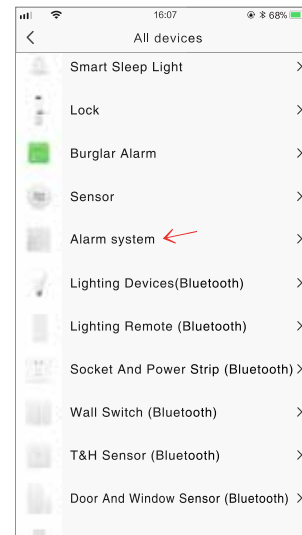 16:07
68%
All devices
Smart Sleep Light
Lock
Burglar Alarm
Sensor
Alarm system
Lighting Devices(Bluetooth)
Lighting Remote (Bluetooth)
Socket And Power Strip (Bluetooth)
Wall Switch (Bluetooth)
T&H Sensor (Bluetooth)
Door And Window Sensor (Bluetooth)